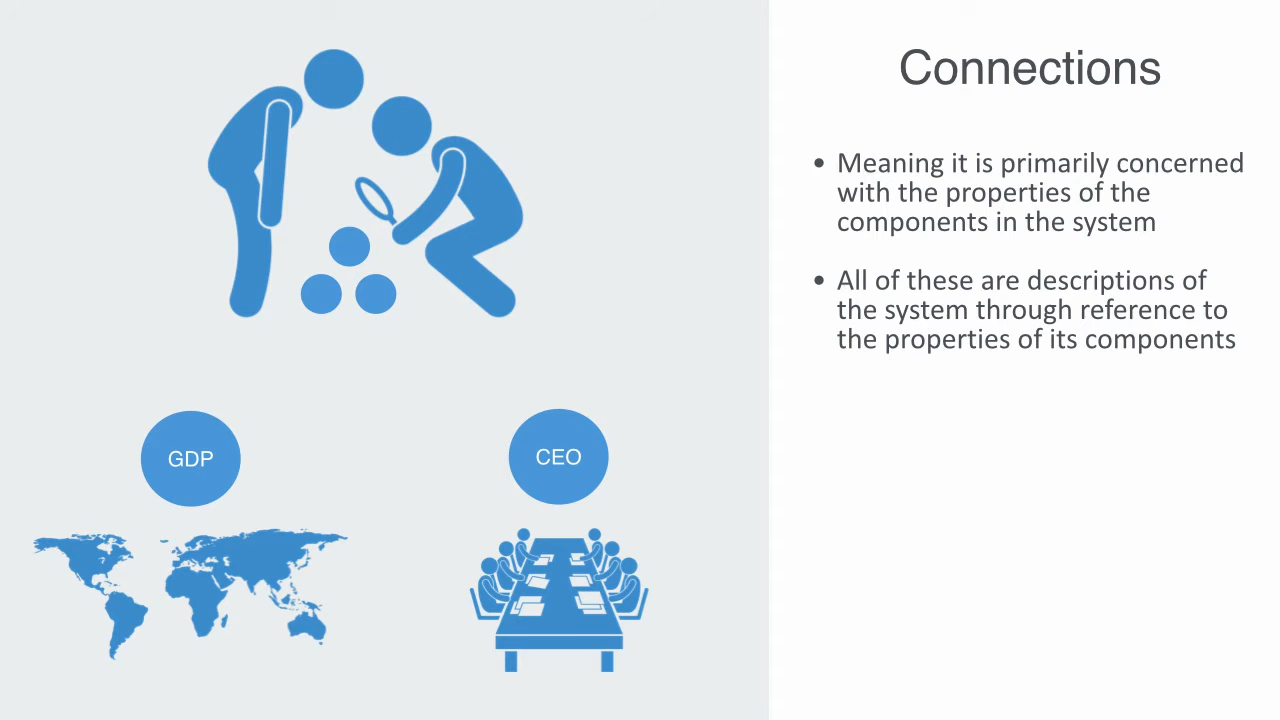 Connections
• Meaning it is primarily concerned
with the properties of the
components in the system
• All of these are descriptions of
the system through reference to
the properties of its components
GDP
CEO